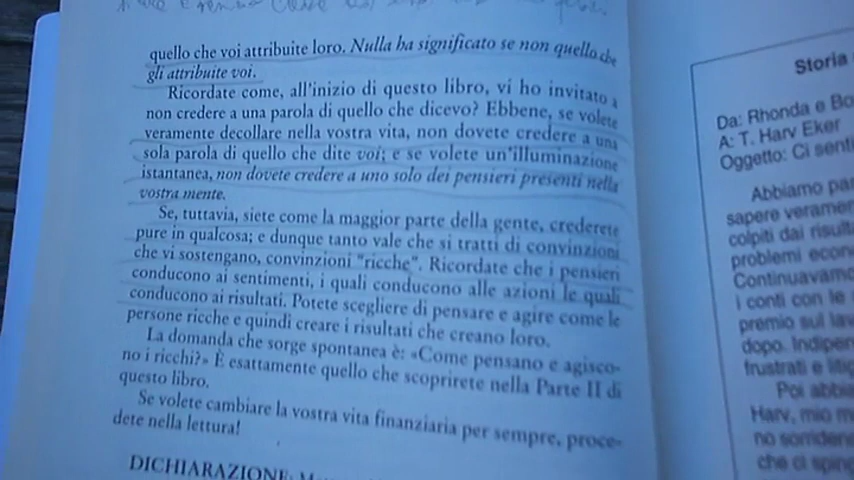 quello che voi attribuite loro. Nulla ha significato se non quello che
gli attribuite voi.
Ricordate come, all'inizio di questo libro, vi ho invitato a
non credere a una parola di quello che dicevo? Ebbene, se volete
veramente decollare nella vostra vita, non dovete credere a una
sola parola di quello che dite voi; e se volete un'illuminazione
istantanea, non dovete credere a uno solo dei pensieri presenti nella
vostra mente.
Se, tuttavia, siete come la maggior parte della gente, crederete
pure in qualcosa; e dunque tanto vale che si tratti di convinzioni
che vi sostengano, convinzioni "ricche". Ricordate che i pensieri
conducono ai sentimenti, i quali conducono alle azioni le quali
conducono ai risultati. Potete scegliere di pensare e agire come le
persone ricche e quindi creare i risultati che creano loro.
La domanda che sorge spontanea è: «Come pensano e agisco-
no i ricchi?» È esattamente quello che scoprirete nella Parte II di
questo libro.
Se volete cambiare la vostra vita finanziaria per sempre, proce-
dete nella lettura!
DICHIARAZIONE:
Storia
Da: Rhonda e Bo
A: T. Harv Eker
Oggetto: Ci senti
Abbiamo par
sapere veramen
colpiti dai risulta
problemi econo
Continuavamo
i conti con le
premio sul lav
dopo. Indipen
frustrati e litig
Poi abbia
Harv, mio m
no sorriden
che ci sping